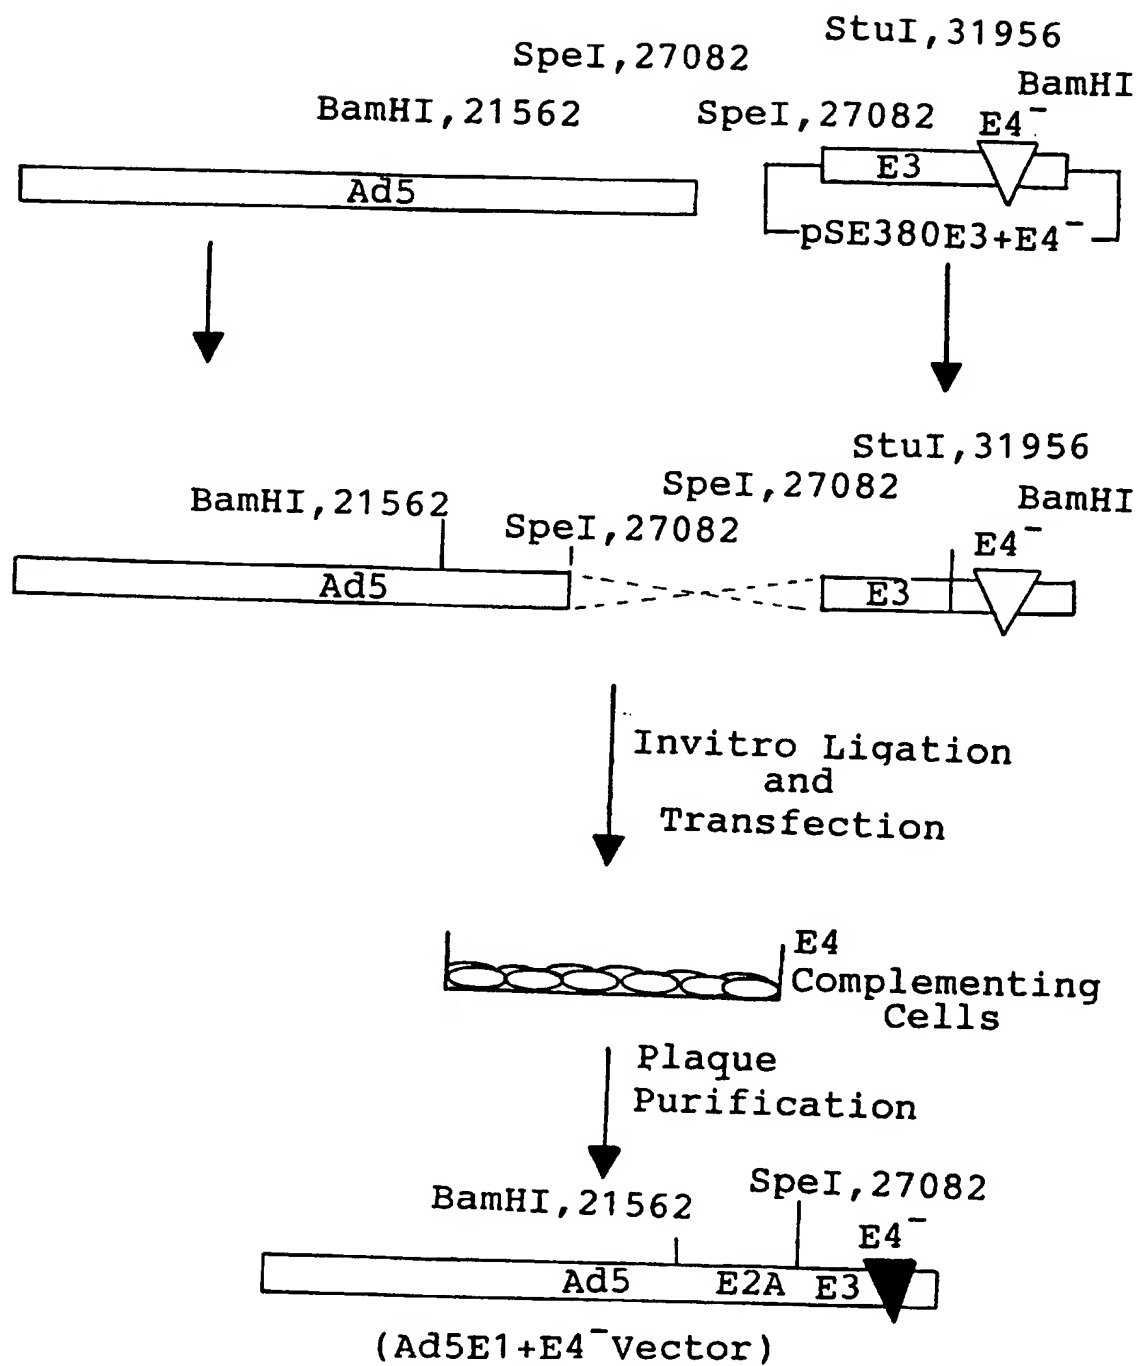 StuI,31956
SpeI,27082
BamHI
BamHI,21562
SpeI,27082
E4⁻
Ad5
E3
pSE380E3+E4⁻
StuI,31956
SpeI,27082
BamHI
BamHI,21562
SpeI,27082
E4⁻
Ad5
E3
Invitro Ligation
and
Transfection
E4
Complementing
Cells
Plaque
Purification
BamHI,21562
SpeI,27082
E4⁻
Ad5
E2A
E3
(Ad5E1+E4⁻Vector)